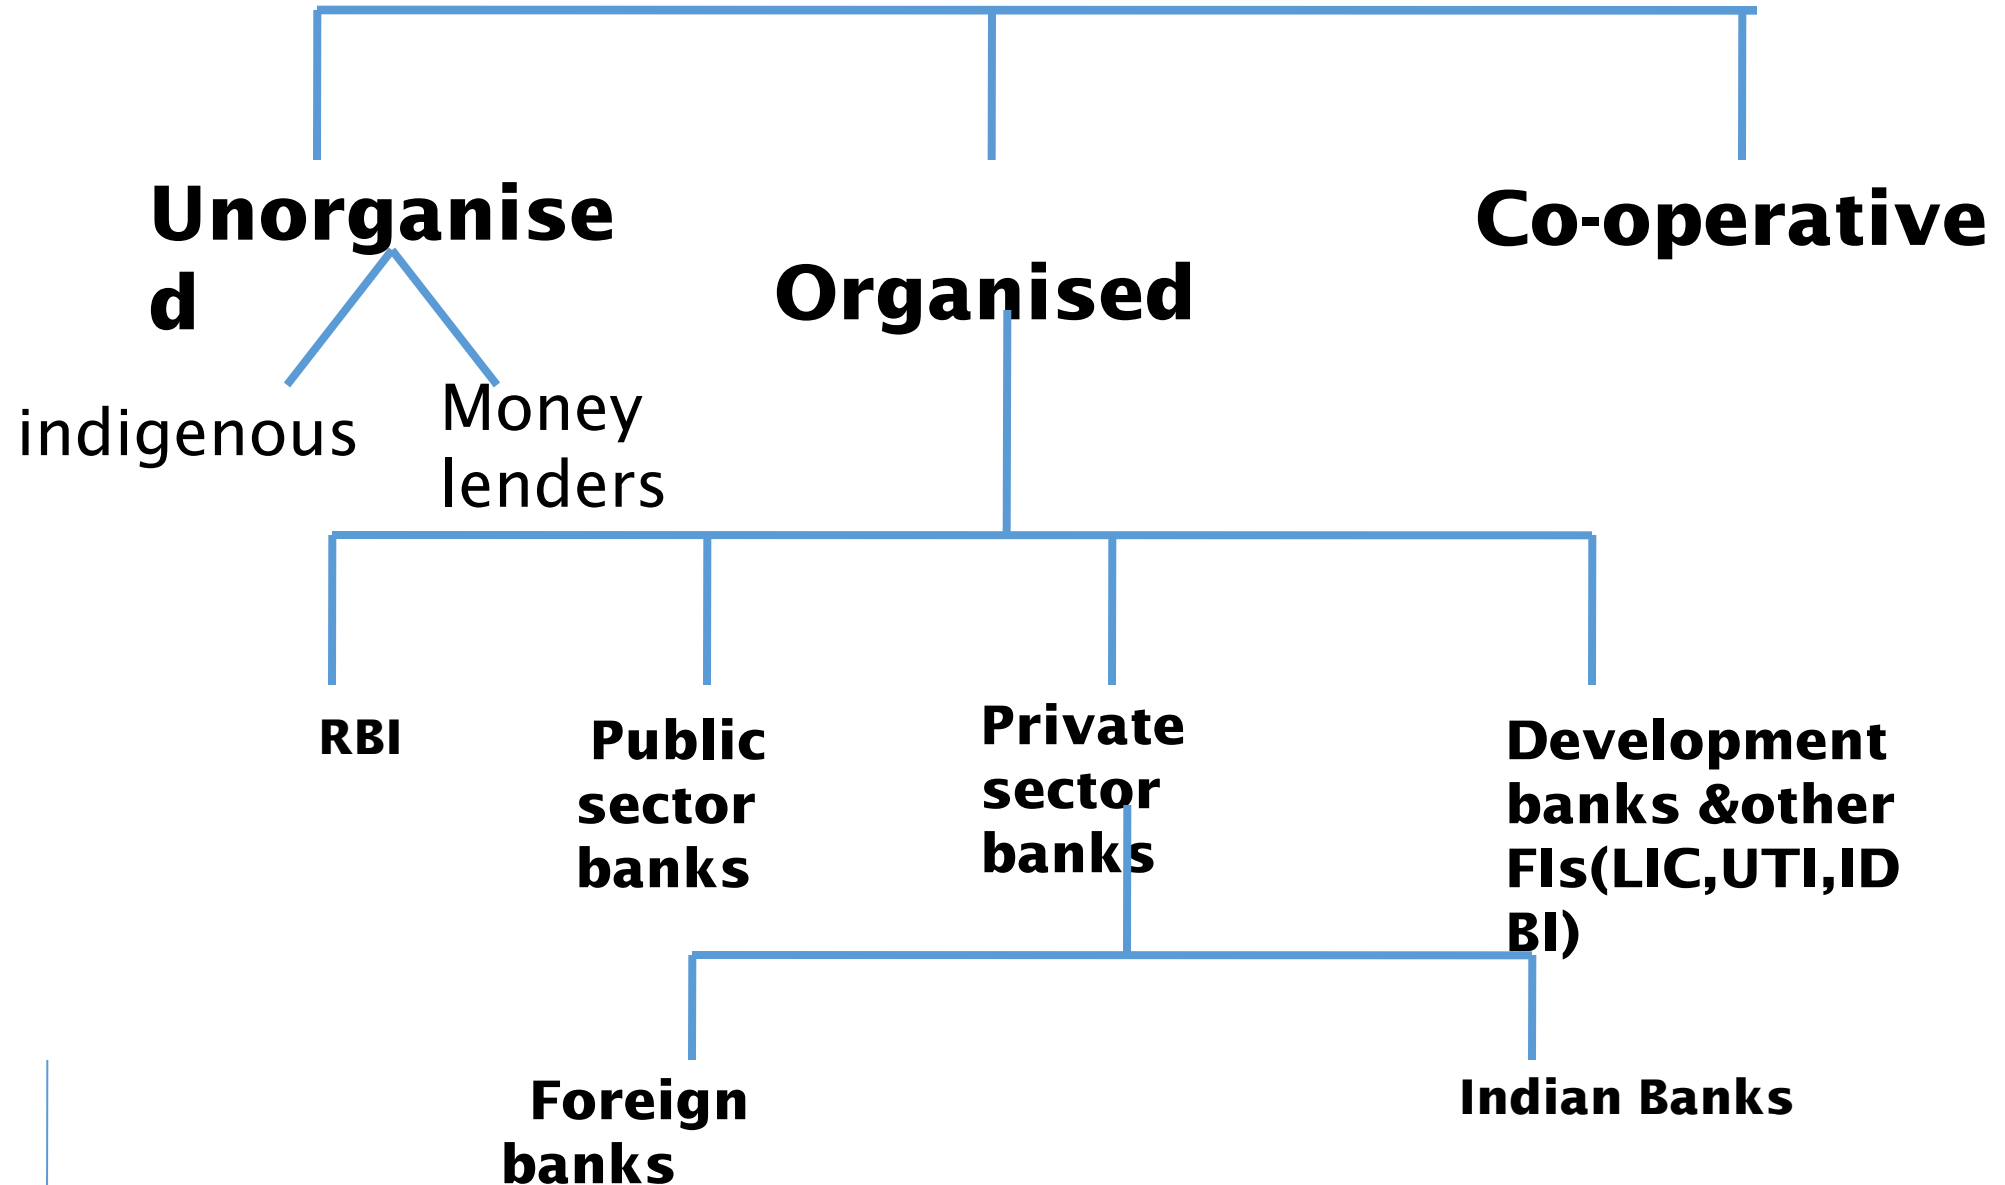 Unorganise
d
Organised
Co-operative
indigenous
Money
lenders
RBI
Public
sector
banks
Private
sector
banks
Development
banks &other
FIs(LIC,UTI,ID
BI)
Foreign
banks
Indian Banks